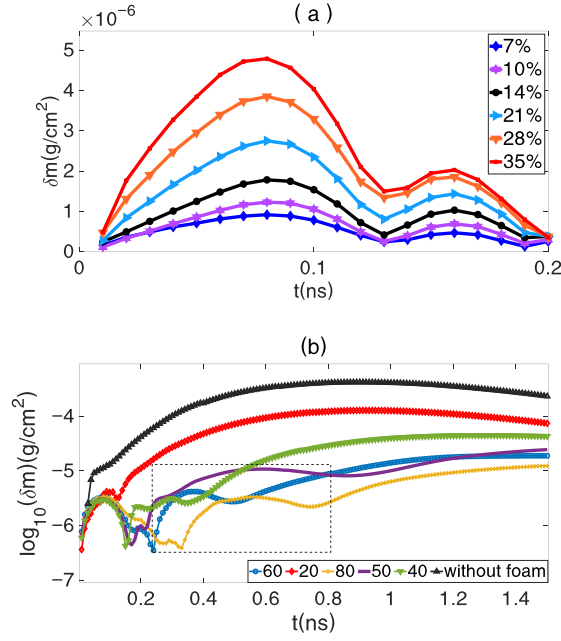 ( a )
×10⁻⁶
5
4
3
2
1
0
δm(g/cm²)
7%
10%
14%
21%
28%
35%
0
0.1
0.2
t(ns)
(b)
-4
-5
-6
-7
log₁₀(δm)(g/cm²)
60 20 80 50 40 without foam
0.2 0.4 0.6 0.8 1 1.2 1.4
t(ns)